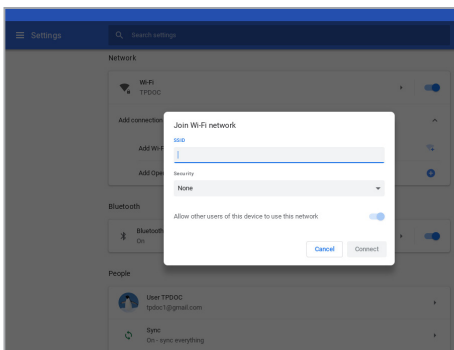 Settings
Search settings
Network
Wi-Fi
TPDOC
Add connection
Add Wi-F
Add Ope
Join Wi-Fi network
SSID
Security
None
Allow other users of this device to use this network
Cancel
Connect
Bluetooth
Bluetooth
On
People
User TPDOC
tpdoc1@gmail.com
Sync
On - sync everything